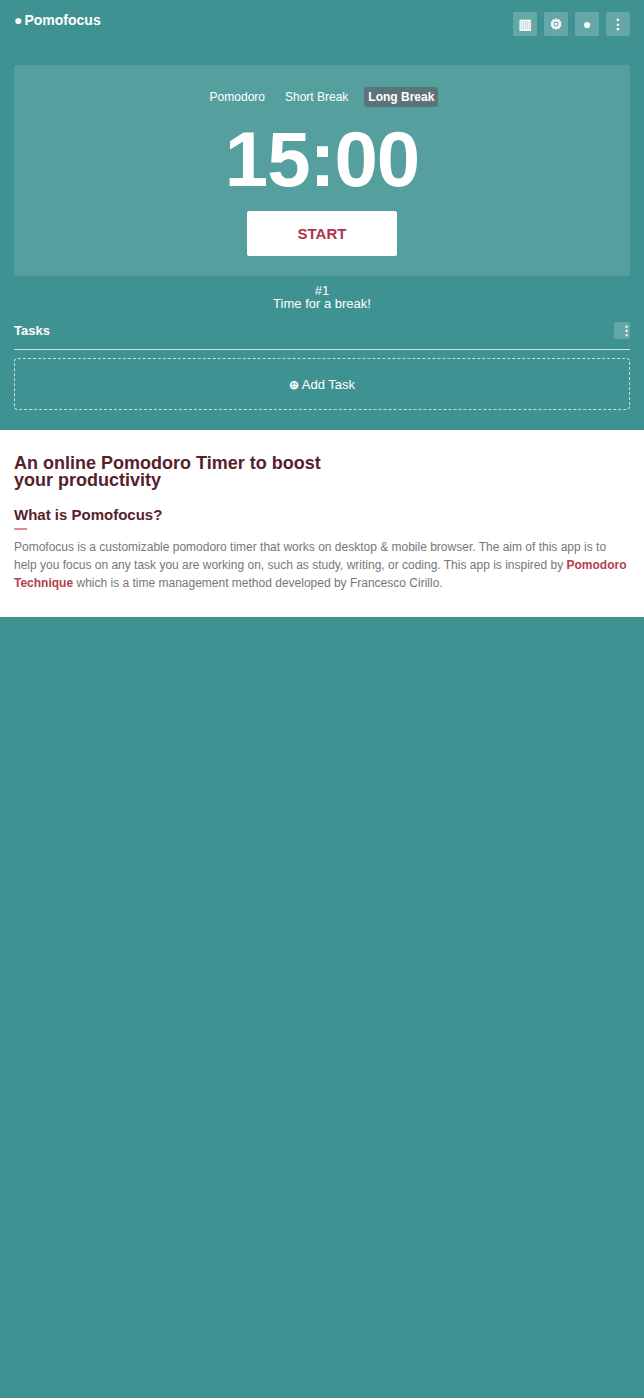 Pomofocus
Pomodoro Short Break Long Break
15:00
START
#1
Time for a break!
Tasks
⊕ Add Task
An online Pomodoro Timer to boost
your productivity
What is Pomofocus?
Pomofocus is a customizable pomodoro timer that works on desktop & mobile browser. The aim of this app is to
help you focus on any task you are working on, such as study, writing, or coding. This app is inspired by Pomodoro
Technique which is a time management method developed by Francesco Cirillo.